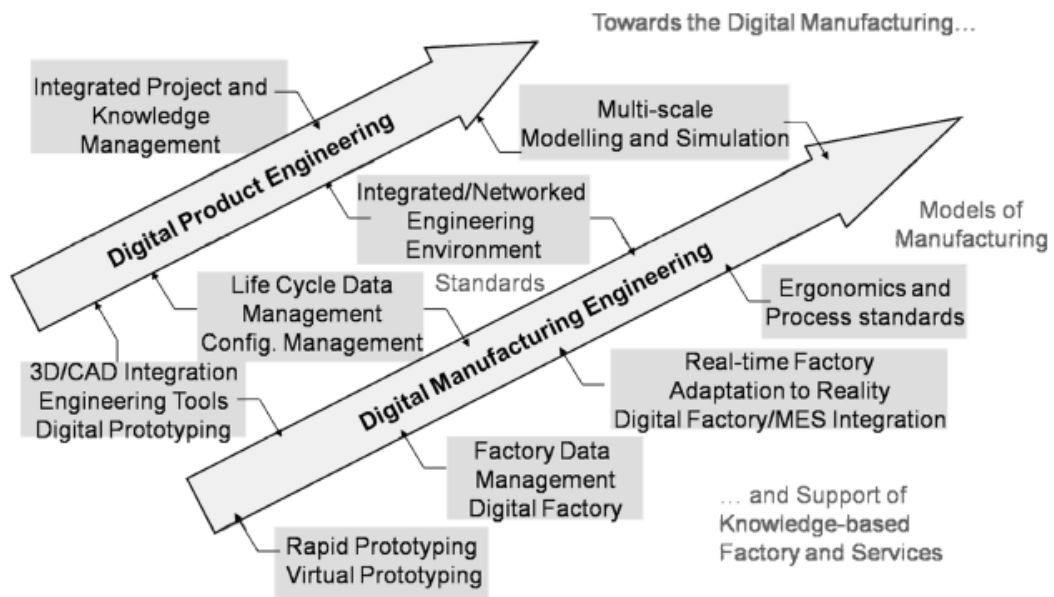 Towards the Digital Manufacturing...
Integrated Project and
Knowledge
Management
Digital Product Engineering
Multi-scale
Modelling and Simulation
Integrated/Networked
Engineering
Environment
Models of
Manufacturing
Life Cycle Data
Management
Config. Management
Standards
Digital Manufacturing Engineering
Ergonomics and
Process standards
3D/CAD Integration
Engineering Tools
Digital Prototyping
Real-time Factory
Adaptation to Reality
Digital Factory/MES Integration
Factory Data
Management
Digital Factory
... and Support of
Knowledge-based
Factory and Services
Rapid Prototyping
Virtual Prototyping